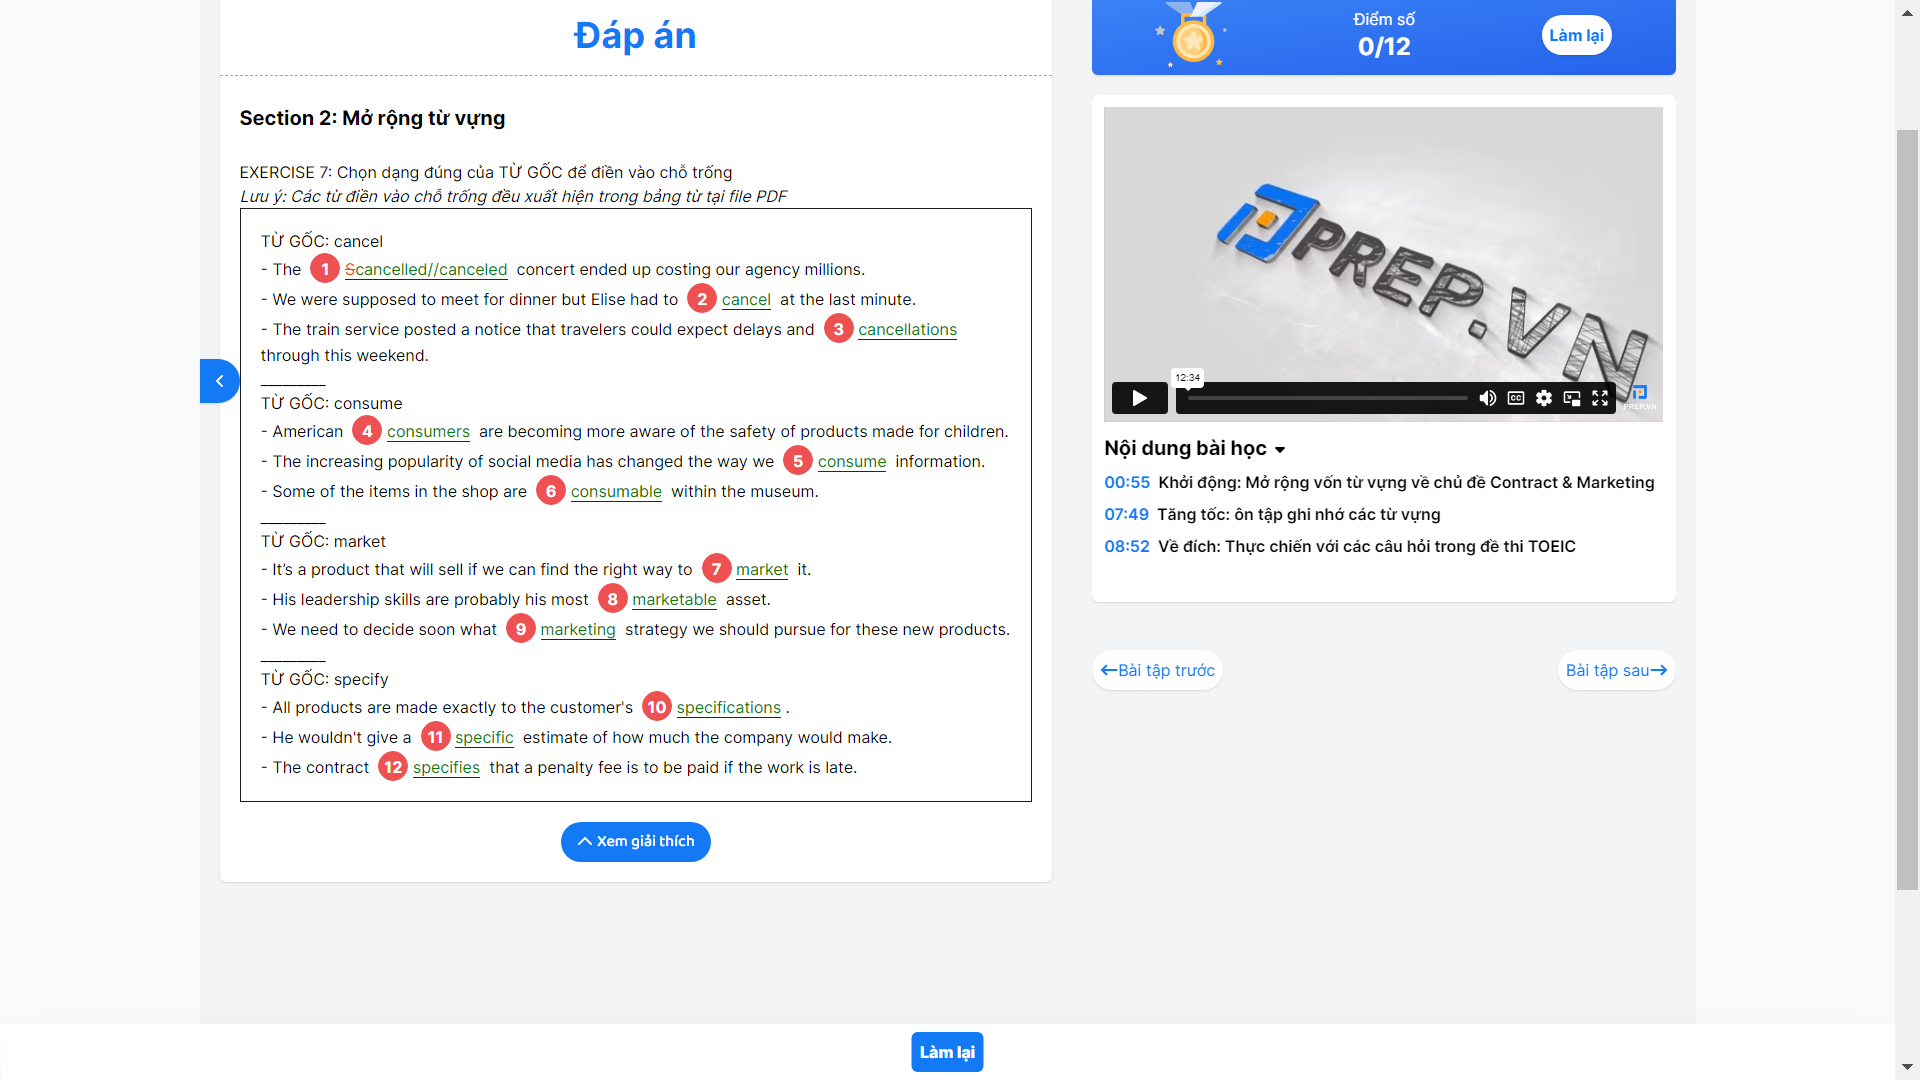 Đáp án
Section 2: Mở rộng từ vựng
EXERCISE 7: Chọn dạng đúng của TỪ GỐC để điền vào chỗ trống
Lưu ý: Các từ điền vào chỗ trống đều xuất hiện trong bảng từ tại file PDF
TỪ GỐC: cancel
- The 1 Scancelled//canceled concert ended up costing our agency millions.
- We were supposed to meet for dinner but Elise had to 2 cancel at the last minute.
- The train service posted a notice that travelers could expect delays and 3 cancellations
through this weekend.
_________
TỪ GỐC: consume
- American 4 consumers are becoming more aware of the safety of products made for children.
- The increasing popularity of social media has changed the way we 5 consume information.
- Some of the items in the shop are 6 consumable within the museum.
_________
TỪ GỐC: market
- It’s a product that will sell if we can find the right way to 7 market it.
- His leadership skills are probably his most 8 marketable asset.
- We need to decide soon what 9 marketing strategy we should pursue for these new products.
_________
TỪ GỐC: specify
- All products are made exactly to the customer's 10 specifications .
- He wouldn't give a 11 specific estimate of how much the company would make.
- The contract 12 specifies that a penalty fee is to be paid if the work is late.
Xem giải thích
Điểm số
0/12
Làm lại
PREP.VN
12:34
CC
PREP.VN
Nội dung bài học
00:55 Khởi động: Mở rộng vốn từ vựng về chủ đề Contract & Marketing
07:49 Tăng tốc: ôn tập ghi nhớ các từ vựng
08:52 Về đích: Thực chiến với các câu hỏi trong đề thi TOEIC
Bài tập trước
Bài tập sau
Làm lại